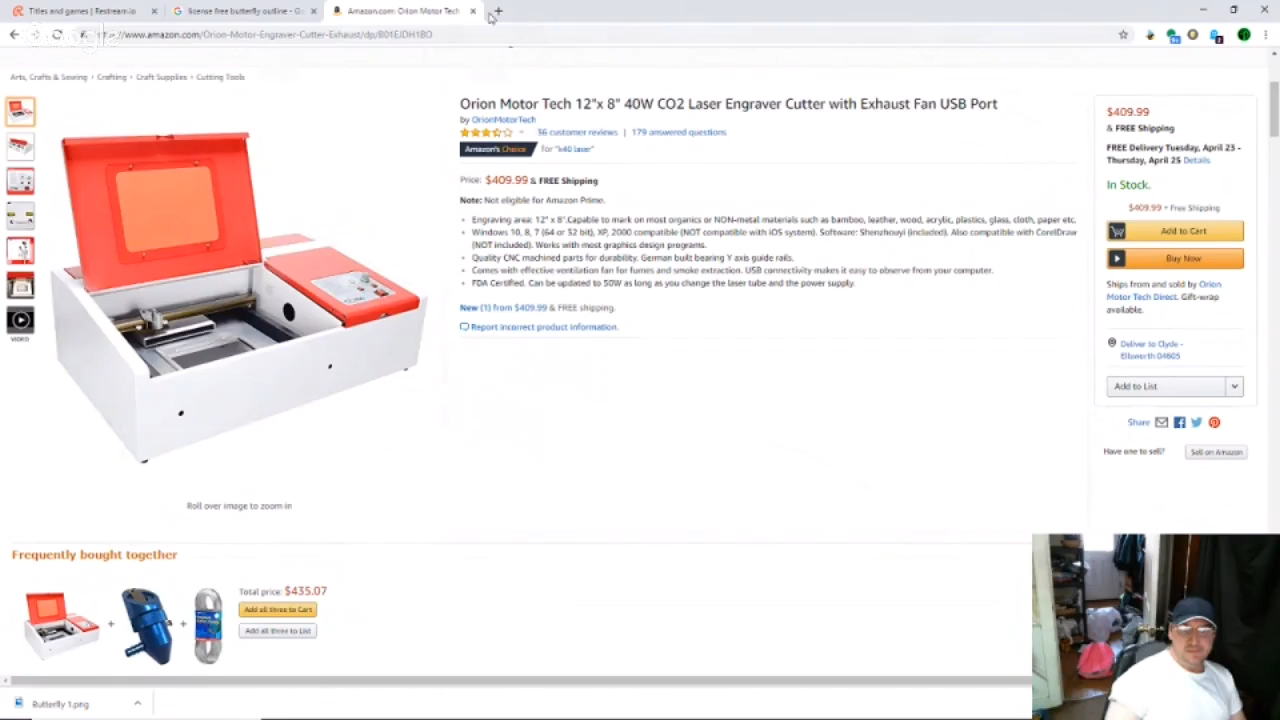 Titles and games | Restream.io
license free butterfly outline - Go
Amazon.com: Orion Motor Tech
www.amazon.com/Orion-Motor-Engraver-Cutter-Exhaust/dp/B01EJDH1BO
Arts, Crafts & Sewing › Crafting › Craft Supplies › Cutting Tools
Orion Motor Tech 12"x 8" 40W CO2 Laser Engraver Cutter with Exhaust Fan USB Port
by OrionMotorTech
36 customer reviews | 179 answered questions
Amazon's Choice for "k40 laser"
Price: $409.99 & FREE Shipping
Note: Not eligible for Amazon Prime.
Engraving area: 12" x 8".Capable to mark on most organics or NON-metal materials such as bamboo, leather, wood, acrylic, plastics, glass, cloth, paper etc.
Windows 10, 8, 7 (64 or 32 bit), XP, 2000 compatible (NOT compatible with iOS system). Software: Shenzhouyi (included). Also compatible with CorelDraw
(NOT included). Works with most graphics design programs.
Quality CNC machined parts for durability. German built bearing Y axis guide rails.
Comes with effective ventilation fan for fumes and smoke extraction. USB connectivity makes it easy to observe from your computer.
FDA Certified. Can be updated to 50W as long as you change the laser tube and the power supply.
New (1) from $409.99 & FREE shipping.
Report incorrect product information.
VIDEO
Roll over image to zoom in
$409.99
& FREE Shipping
FREE Delivery Tuesday, April 23 -
Thursday, April 25 Details
In Stock.
$409.99 + Free Shipping
Add to Cart
Buy Now
Ships from and sold by Orion
Motor Tech Direct. Gift-wrap
available.
Deliver to Clyde -
Ellsworth 04605
Add to List
Share
Have one to sell?
Sell on Amazon
Frequently bought together
Total price: $435.07
Add all three to Cart
Add all three to List
Butterfly 1.png